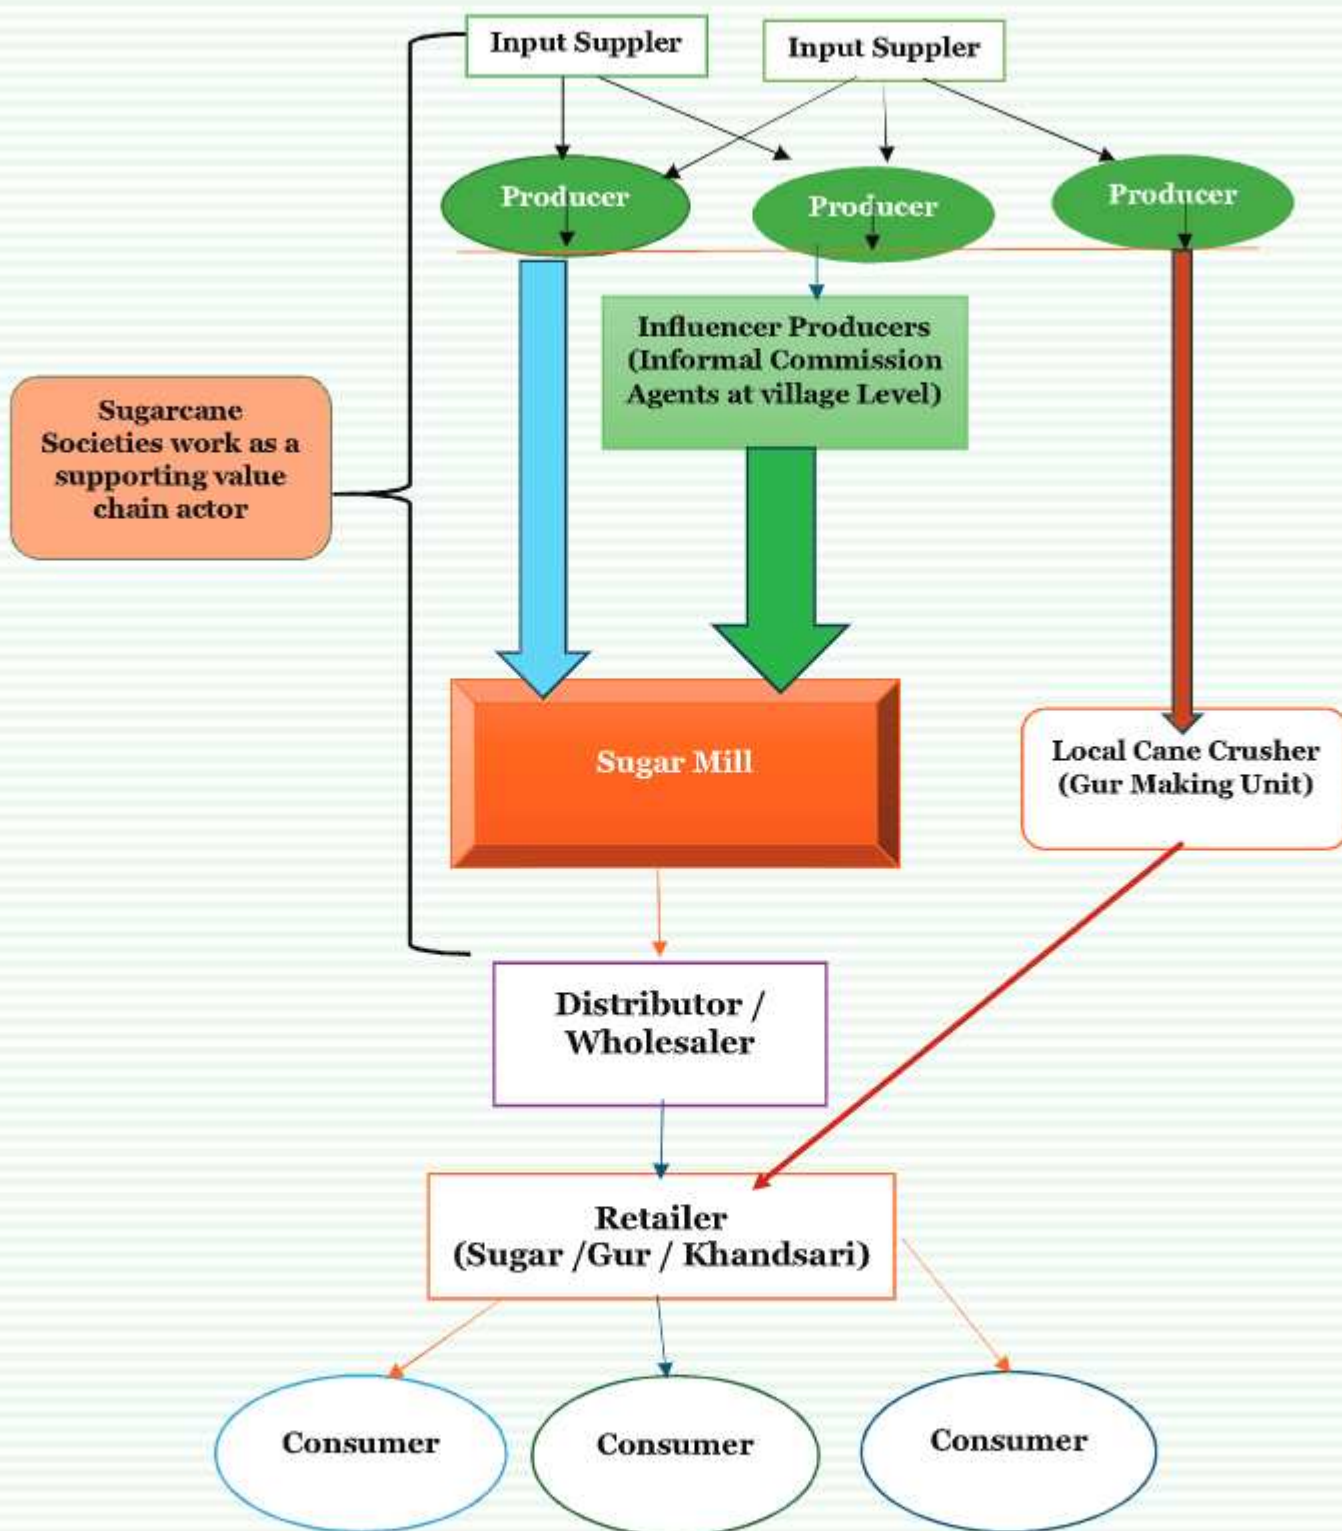 Input Suppler
Input Suppler
Producer
Producer
Producer
Influencer Producers
(Informal Commission
Agents at village Level)
Sugarcane
Societies work as a
supporting value
chain actor
Sugar Mill
Local Cane Crusher
(Gur Making Unit)
Distributor /
Wholesaler
Retailer
(Sugar /Gur / Khandsari)
Consumer
Consumer
Consumer